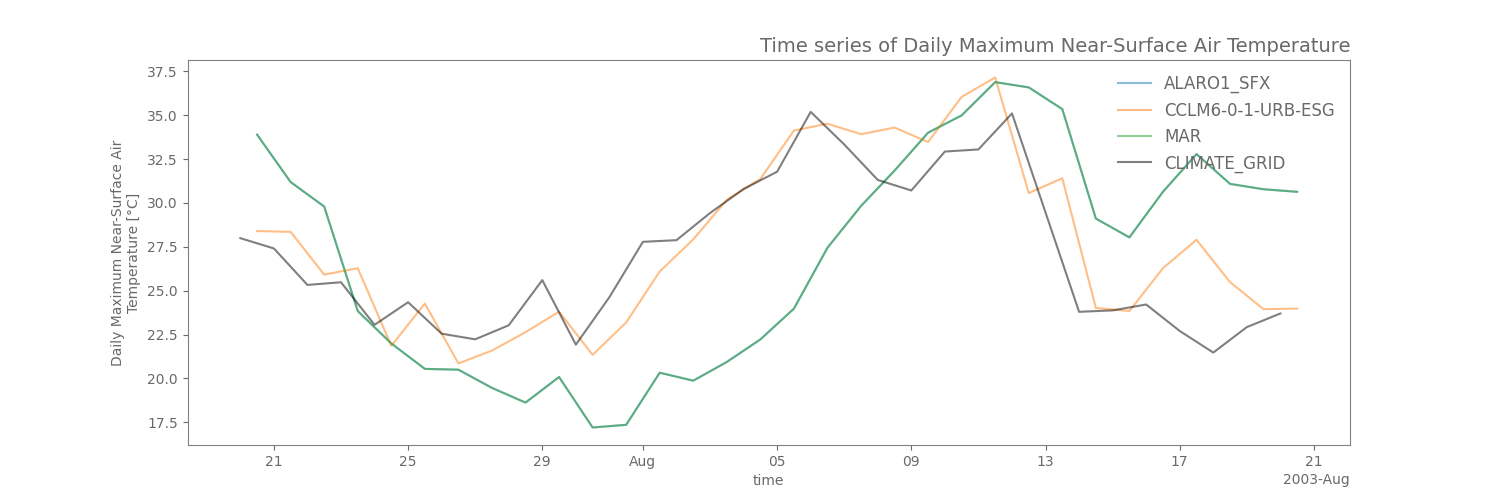 Time series of Daily Maximum Near-Surface Air Temperature
37.5
35.0
32.5
30.0
27.5
25.0
22.5
20.0
17.5
Daily Maximum Near-Surface Air
Temperature [°C]
ALARO1_SFX
CCLM6-0-1-URB-ESG
MAR
CLIMATE_GRID
21 25 29 Aug 05 09 13 17 21
time
2003-Aug